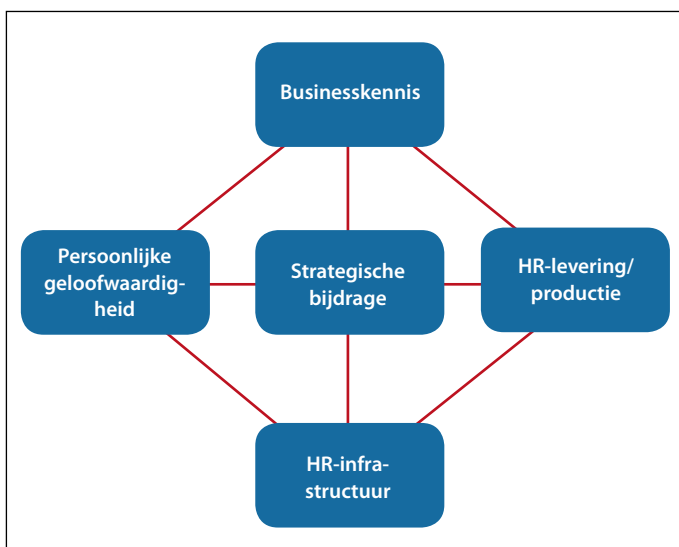 Businesskennis
Persoonlijke
geloofwaardig-
heid
Strategische
bijdrage
HR-levering/
productie
HR-infra-
structuur